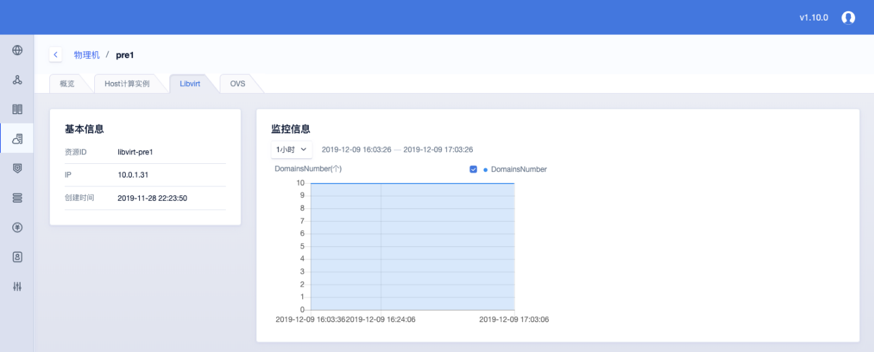 v1.10.0
物理机 / pre1
概览 Host计算实例 Libvirt OVS
基本信息
资源ID libvirt-pre1
IP 10.0.1.31
创建时间 2019-11-28 22:23:50
监控信息
1小时 2019-12-09 16:03:26 — 2019-12-09 17:03:26
DomainsNumber(个) DomainsNumber
10
9
8
7
6
5
4
3
2
1
0
2019-12-09 16:03:36 2019-12-09 16:24:06 2019-12-09 17:03:06